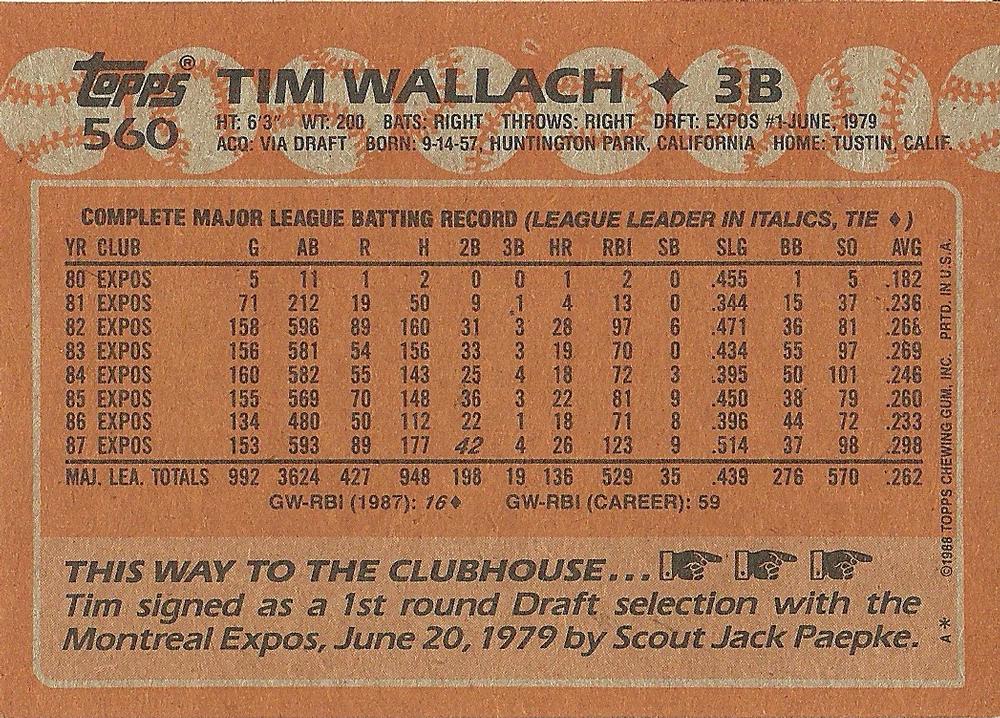 topps® TIM WALLACH ✦ 3B
560 HT: 6'3" WT: 200 BATS: RIGHT THROWS: RIGHT DRFT: EXPOS #1-JUNE, 1979
ACQ: VIA DRAFT BORN: 9-14-57, HUNTINGTON PARK, CALIFORNIA HOME: TUSTIN, CALIF.
COMPLETE MAJOR LEAGUE BATTING RECORD (LEAGUE LEADER IN ITALICS, TIE ♦)
YR CLUB G AB R H 2B 3B HR RBI SB SLG BB SO AVG
80 EXPOS 5 11 1 2 0 0 1 2 0 .455 1 5 .182
81 EXPOS 71 212 19 50 9 1 4 13 0 .344 15 37 .236
82 EXPOS 158 596 89 160 31 3 28 97 6 .471 36 81 .268
83 EXPOS 156 581 54 156 33 3 19 70 0 .434 55 97 .269
84 EXPOS 160 582 55 143 25 4 18 72 3 .395 50 101 .246
85 EXPOS 155 569 70 148 36 3 22 81 9 .450 38 79 .260
86 EXPOS 134 480 50 112 22 1 18 71 8 .396 44 72 .233
87 EXPOS 153 593 89 177 42 4 26 123 9 .514 37 98 .298
MAJ. LEA. TOTALS 992 3624 427 948 198 19 136 529 35 .439 276 570 .262
GW-RBI (1987): 16♦ GW-RBI (CAREER): 59
THIS WAY TO THE CLUBHOUSE...
Tim signed as a 1st round Draft selection with the
Montreal Expos, June 20, 1979 by Scout Jack Paepke.
A* ©1988 TOPPS CHEWING GUM, INC. PRTD. IN U.S.A.